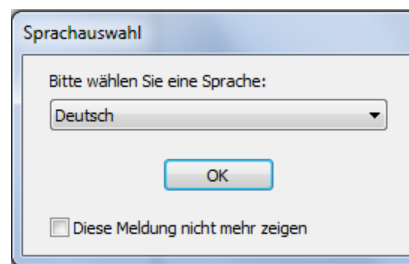 Sprachauswahl
Bitte wählen Sie eine Sprache:
Deutsch
OK
Diese Meldung nicht mehr zeigen